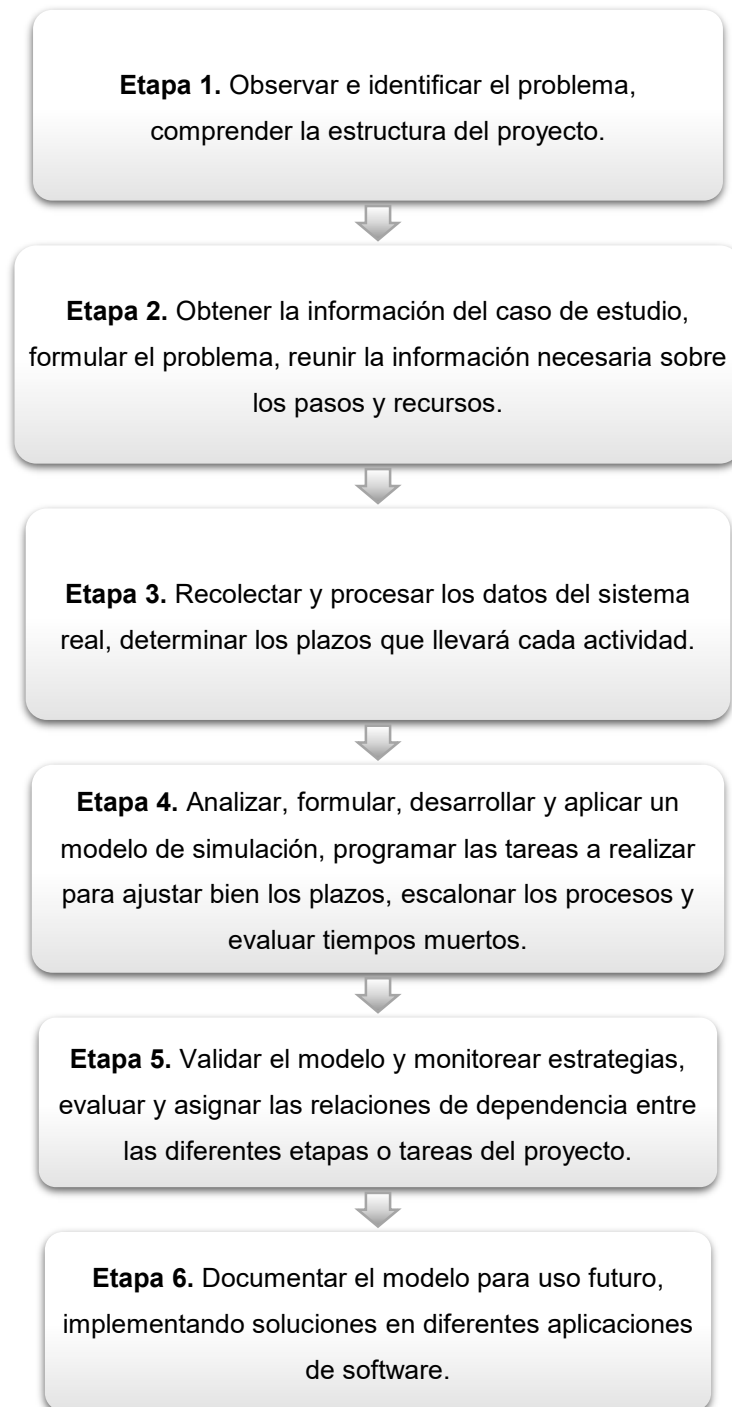 Etapa 1. Observar e identificar el problema,
comprender la estructura del proyecto.
Etapa 2. Obtener la información del caso de estudio,
formular el problema, reunir la información necesaria sobre
los pasos y recursos.
Etapa 3. Recolectar y procesar los datos del sistema
real, determinar los plazos que llevará cada actividad.
Etapa 4. Analizar, formular, desarrollar y aplicar un
modelo de simulación, programar las tareas a realizar
para ajustar bien los plazos, escalonar los procesos y
evaluar tiempos muertos.
Etapa 5. Validar el modelo y monitorear estrategias,
evaluar y asignar las relaciones de dependencia entre
las diferentes etapas o tareas del proyecto.
Etapa 6. Documentar el modelo para uso futuro,
implementando soluciones en diferentes aplicaciones
de software.